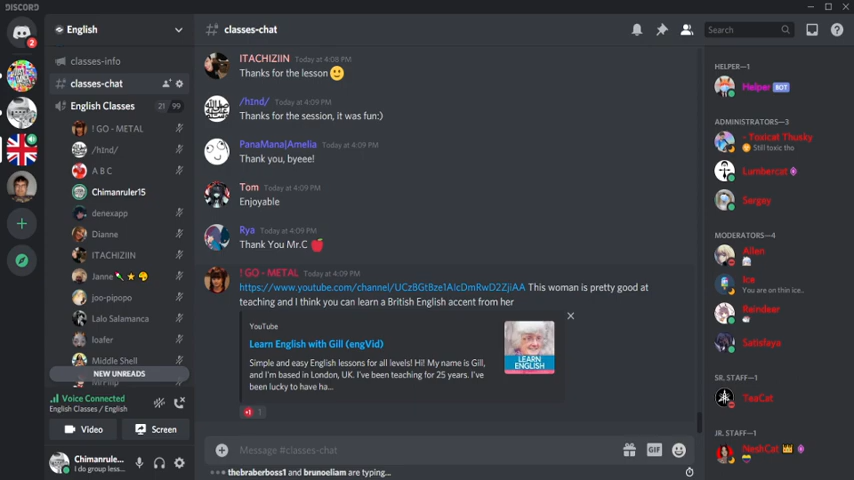 DISCORD
2
English
classes-info
classes-chat
English Classes 21 99
! GO - METAL
/hɪnd/
A B C
Chimanruler15
denexapp
Dianne
ITACHIZIIN
Janne
joo-pipopo
Lalo Salamanca
loafer
Middle Shell
NEW UNREADS
Voice Connected
English Classes / English
Video Screen
Chimanrule...
I do group less...
classes-chat
Search
ITACHIZIIN Today at 4:08 PM
Thanks for the lesson
/hɪnd/ Today at 4:09 PM
Thanks for the session, it was fun:)
PanaMana|Amelia Today at 4:09 PM
Thank you, byeee!
Tom Today at 4:09 PM
Enjoyable
Rya Today at 4:09 PM
Thank You Mr.C
! GO - METAL Today at 4:09 PM
https://www.youtube.com/channel/UCzBGtBze1AlcDmRwD2ZjiAA This woman is pretty good at
teaching and I think you can learn a British English accent from her
YouTube
Learn English with Gill (engVid)
Simple and easy English lessons for all levels! Hi! My name is Gill,
and I'm based in London, UK. I've been teaching for 25 years. I've
been lucky to have ha...
LEARN
ENGLISH
+1 1
Message #classes-chat
GIF
thebraberboss1 and brunoeliam are typing...
HELPER—1
Helper BOT
ADMINISTRATORS—3
- Toxicat Thusky
Still toxic tho
Lumbercat
Sergey
MODERATORS—4
Allen
Ice
You are on thin ice..
Reindeer
Satisfeya
SR. STAFF—1
TeaCat
JR. STAFF—1
NeshCat